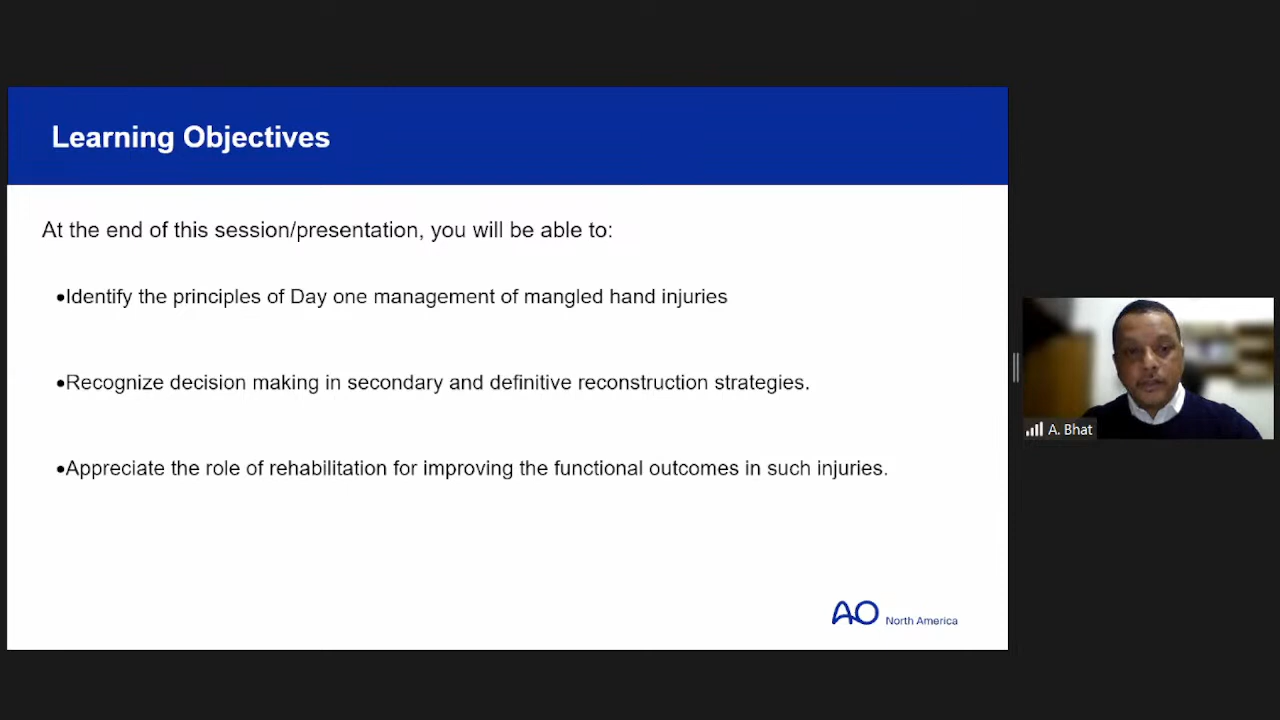 Learning Objectives
At the end of this session/presentation, you will be able to:
•Identify the principles of Day one management of mangled hand injuries
•Recognize decision making in secondary and definitive reconstruction strategies.
•Appreciate the role of rehabilitation for improving the functional outcomes in such injuries.
AO North America
A. Bhat